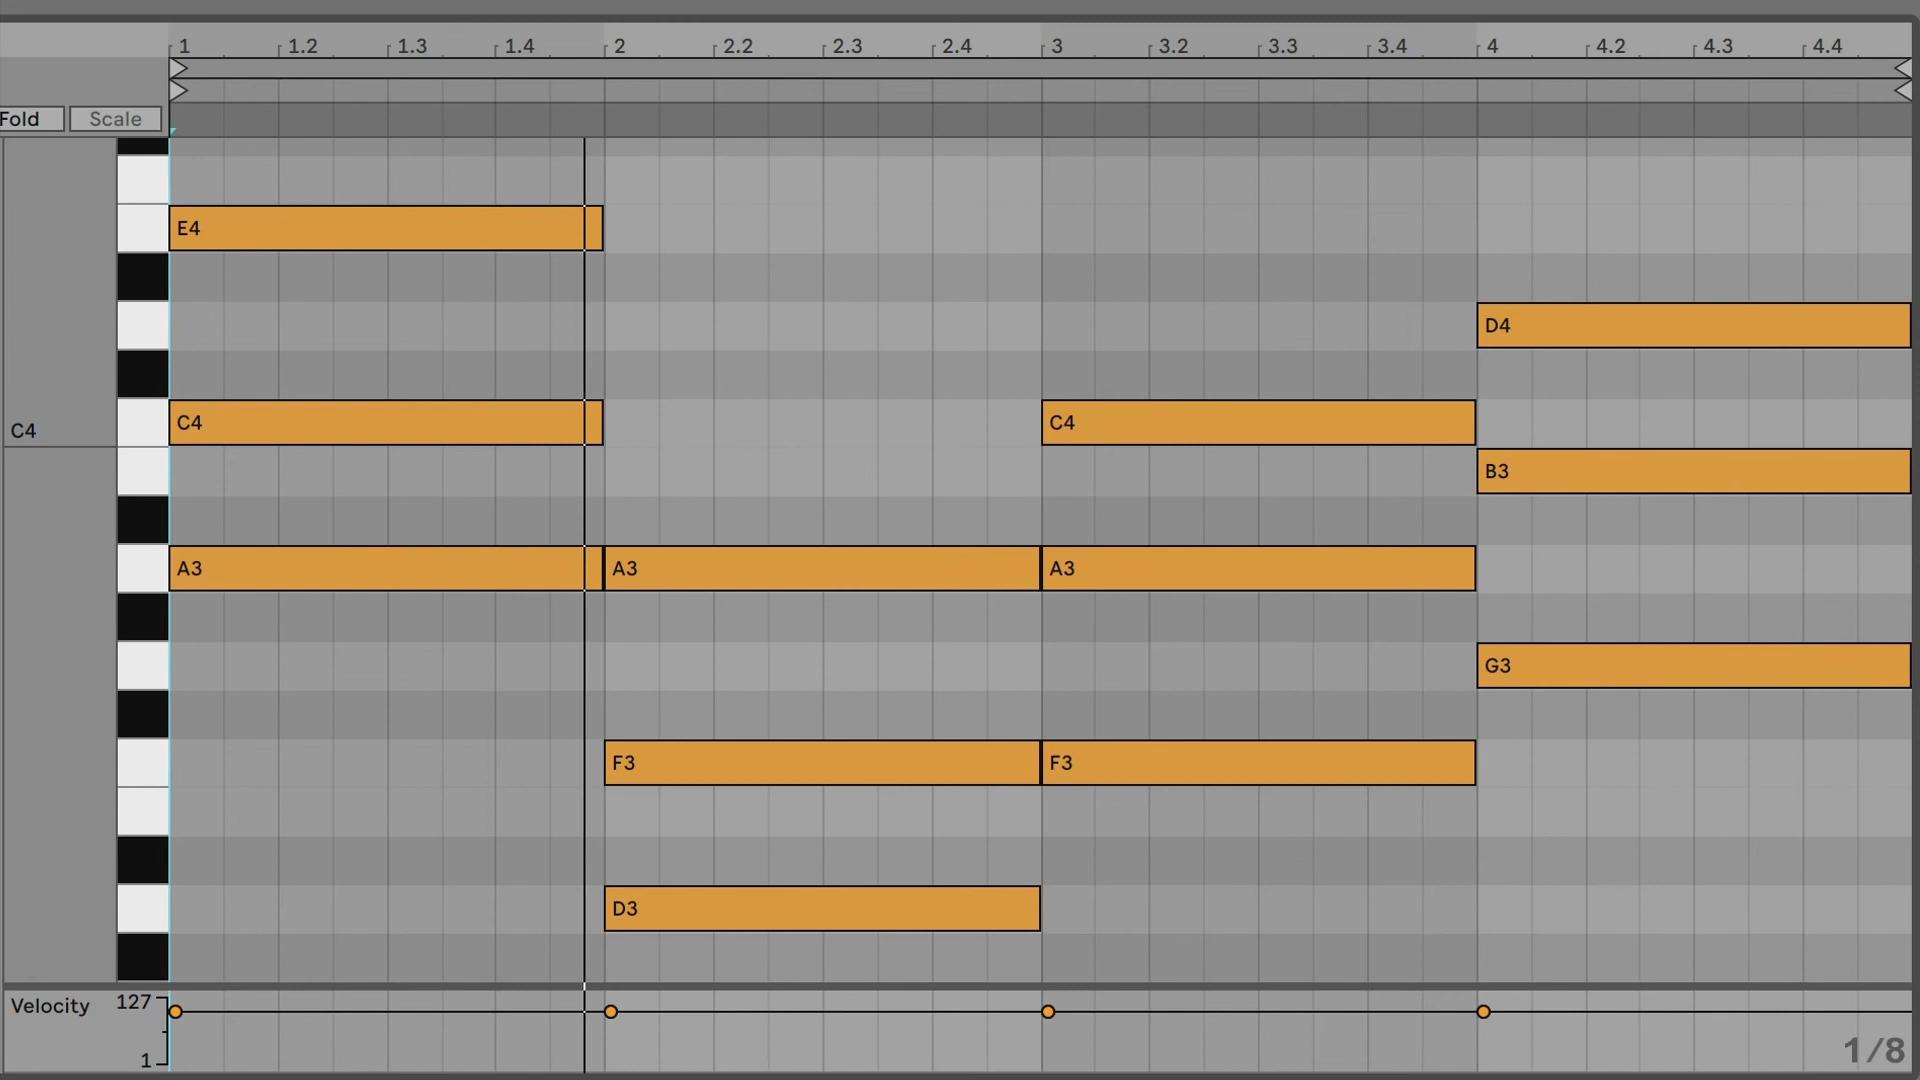 1 1.2 1.3 1.4 2 2.2 2.3 2.4 3 3.2 3.3 3.4 4 4.2 4.3 4.4
Fold Scale
E4
D4
C4 C4 C4
B3
A3 A3 A3
G3
F3 F3
D3
Velocity 127
1
1/8